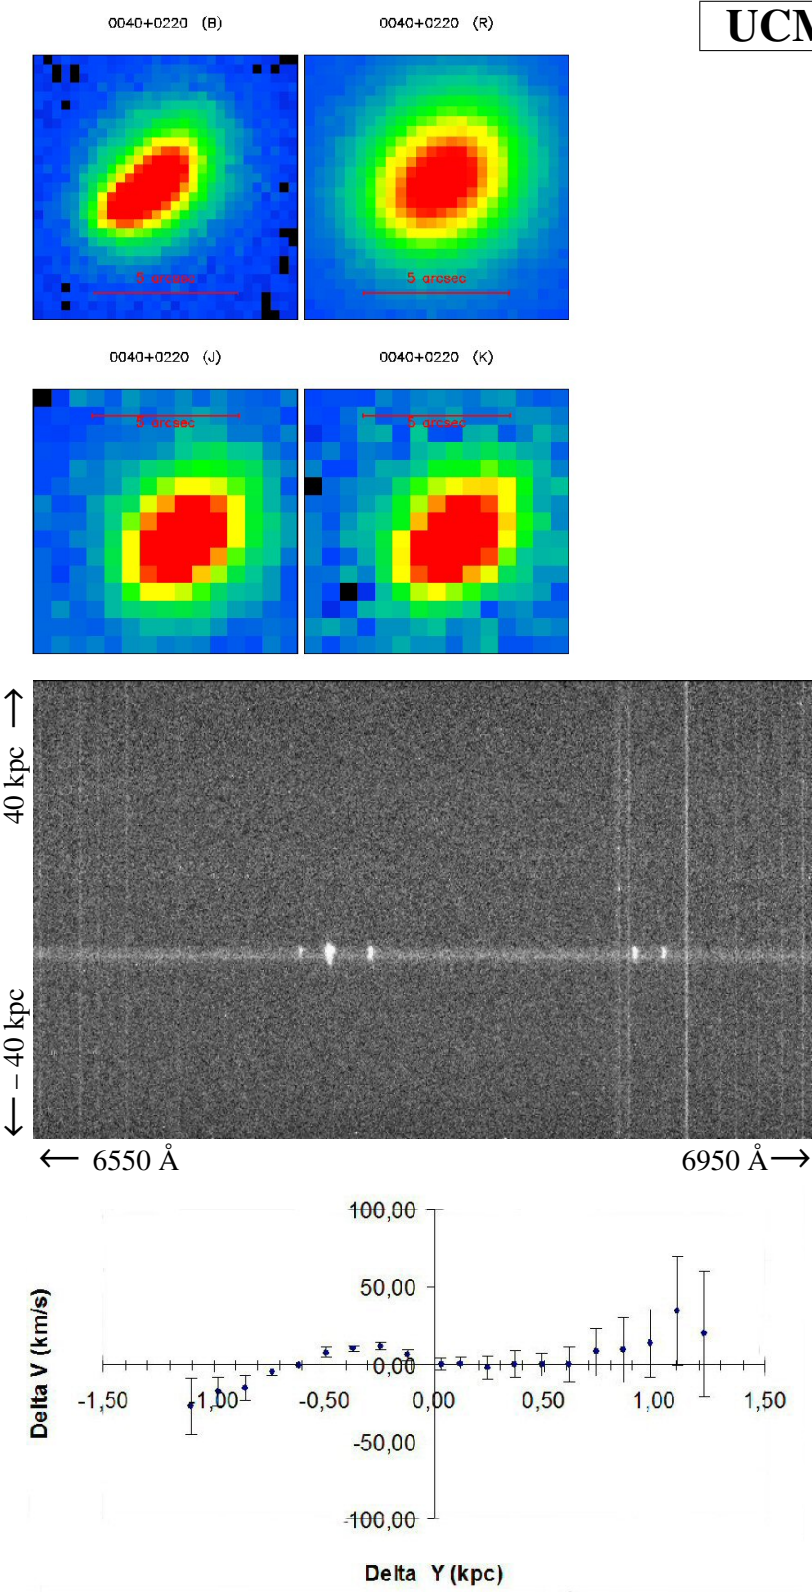 0040+0220 (B)
0040+0220 (R)
UCM
5 arcsec
5 arcsec
0040+0220 (J)
0040+0220 (K)
5 arcsec
5 arcsec
← – 40 kpc 40 kpc →
← 6550 Å
6950 Å →
100,00
50,00
0,00
-50,00
-100,00
-1,50
-1,00
-0,50
0,00
0,50
1,00
1,50
Delta V (km/s)
Delta Y (kpc)